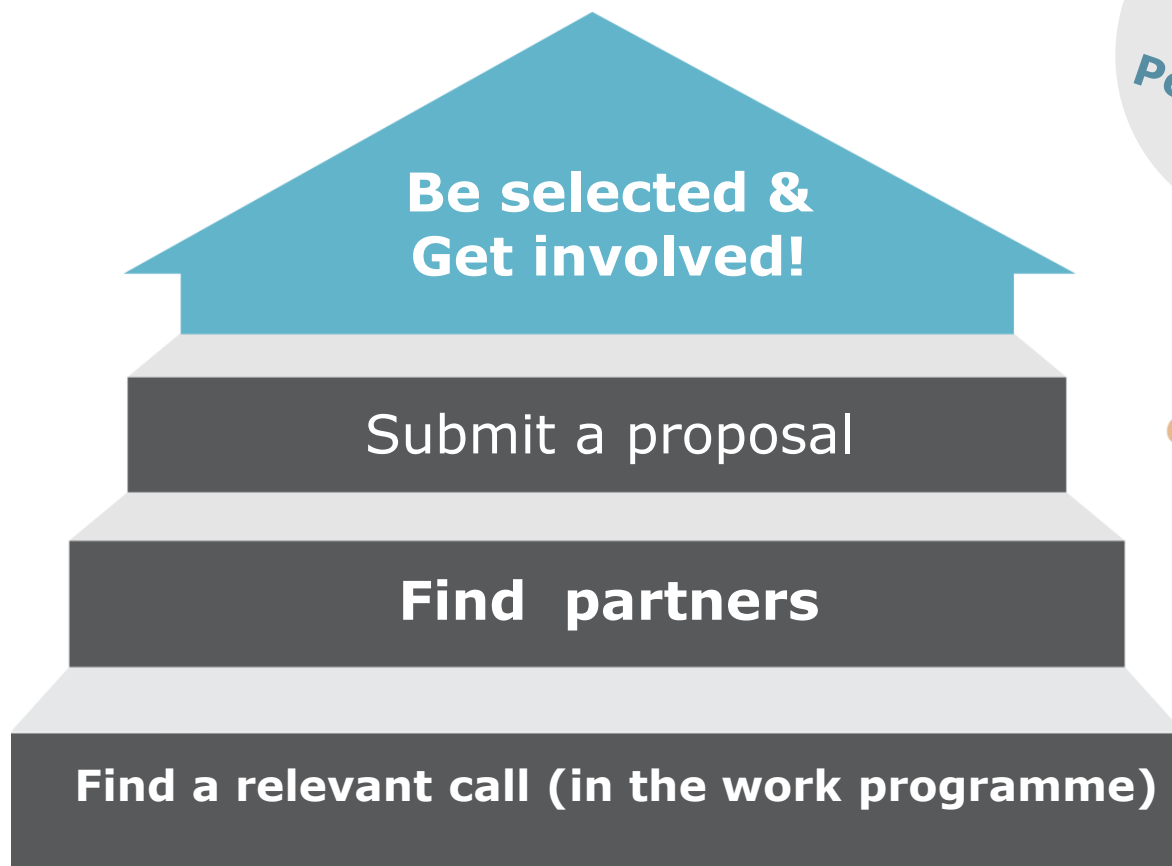 Be selected &
Get involved!
Submit a proposal
Find partners
Find a relevant call (in the work programme)